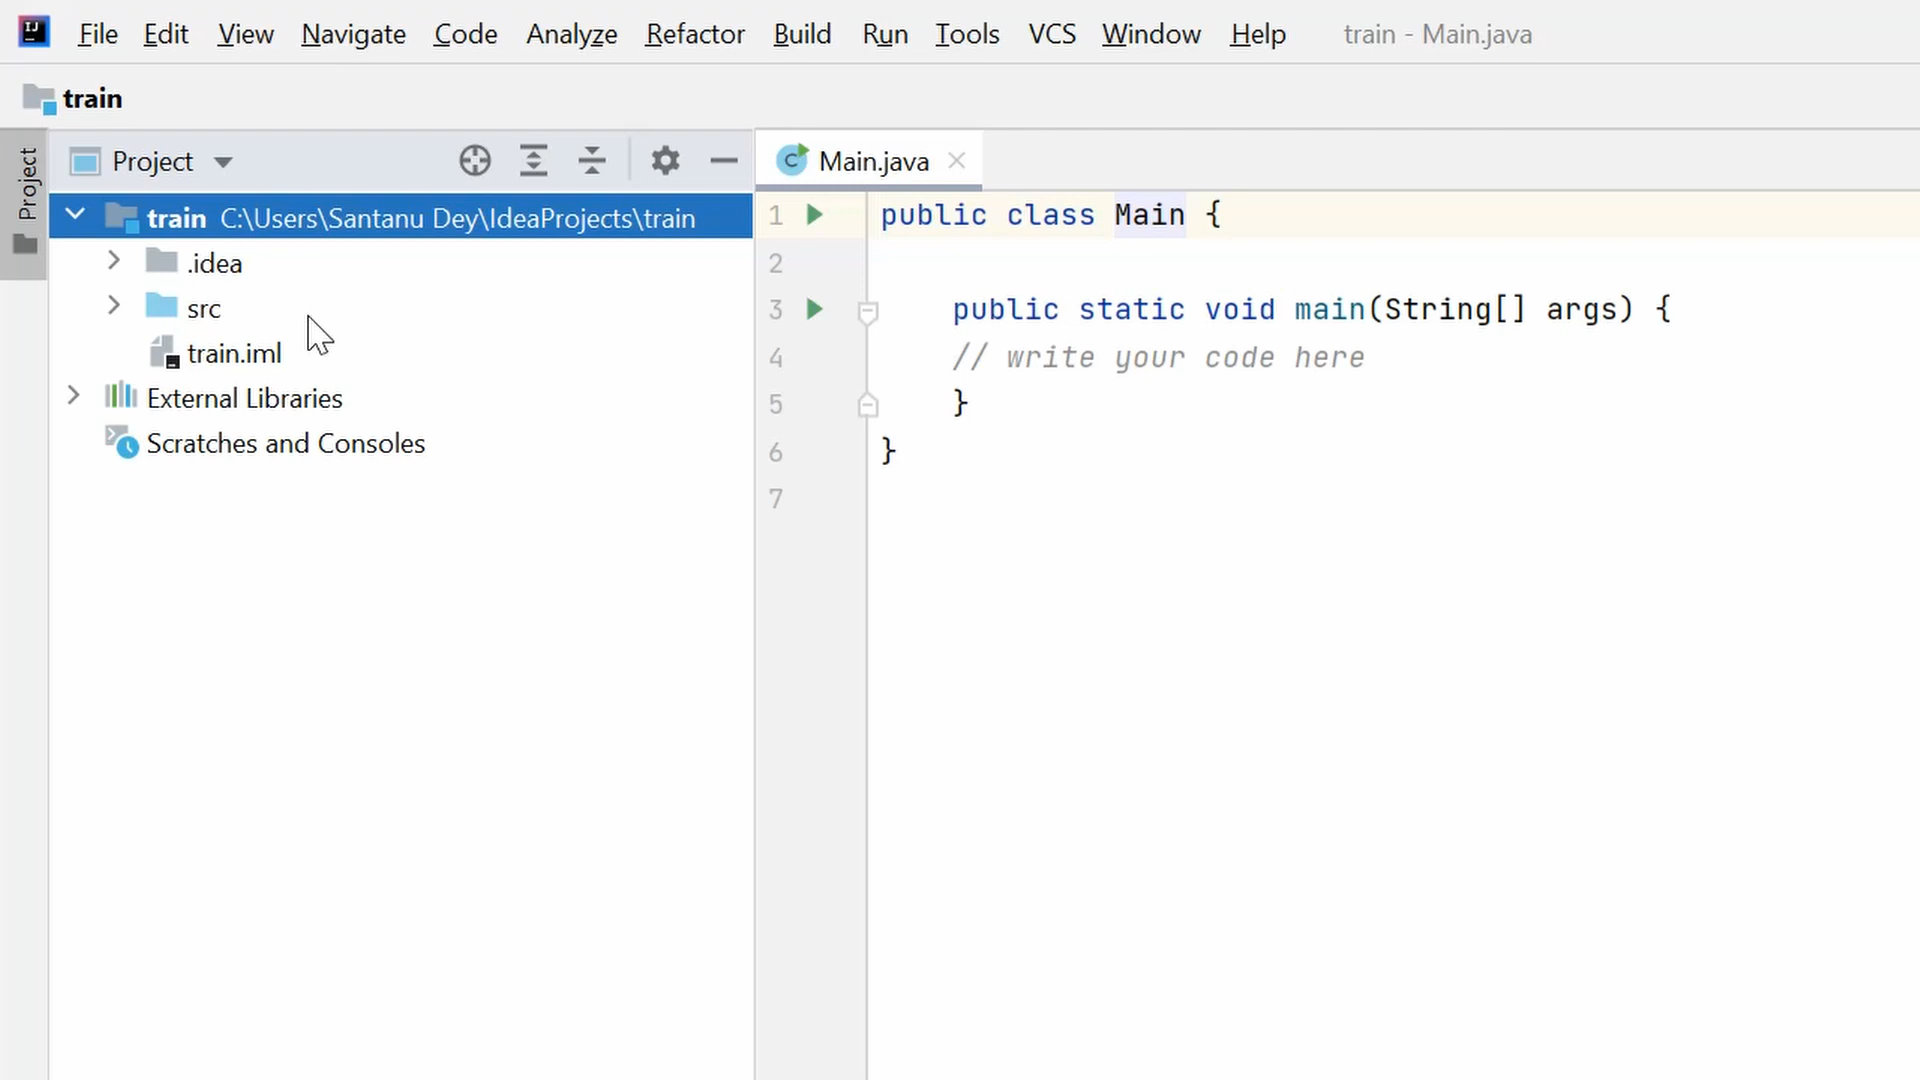 IJ File Edit View Navigate Code Analyze Refactor Build Run Tools VCS Window Help train - Main.java
train
Project
Project
C Main.java
train C:\Users\Santanu Dey\IdeaProjects\train
.idea
src
train.iml
External Libraries
Scratches and Consoles
1 public class Main {
2
3 public static void main(String[] args) {
4 // write your code here
5 }
6 }
7